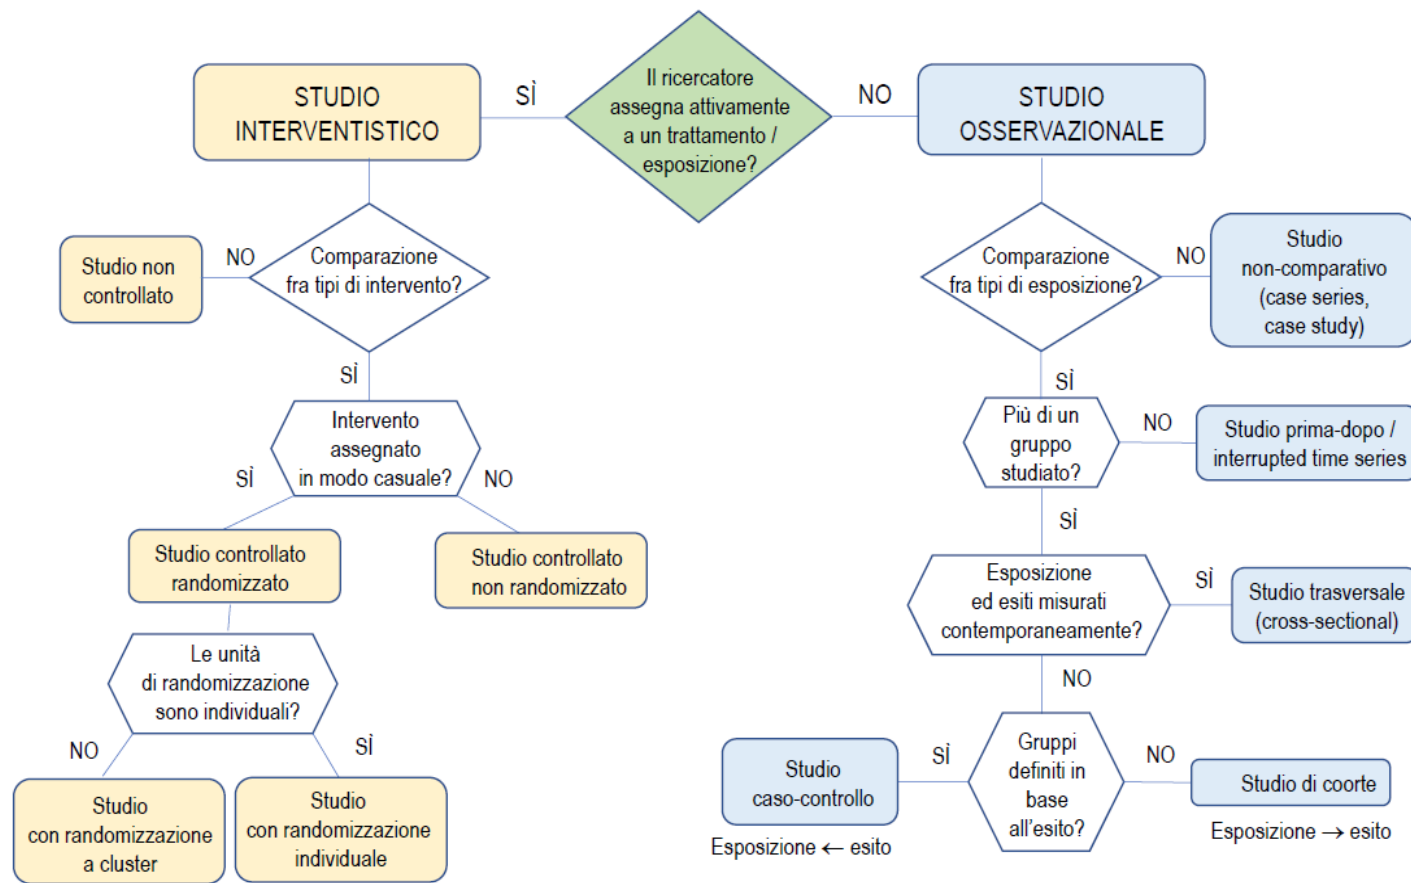 Il ricercatore
assegna attivamente
a un trattamento /
esposizione?
SÌ
NO
STUDIO
INTERVENTISTICO
STUDIO
OSSERVAZIONALE
Comparazione
fra tipi di intervento?
NO
Studio non
controllato
SÌ
Intervento
assegnato
in modo casuale?
SÌ
NO
Studio controllato
randomizzato
Studio controllato
non randomizzato
Le unità
di randomizzazione
sono individuali?
NO
SÌ
Studio
con randomizzazione
a cluster
Studio
con randomizzazione
individuale
Comparazione
fra tipi di esposizione?
NO
Studio
non-comparativo
(case series,
case study)
SÌ
Più di un
gruppo
studiato?
NO
Studio prima-dopo /
interrupted time series
SÌ
Esposizione
ed esiti misurati
contemporaneamente?
SÌ
Studio trasversale
(cross-sectional)
NO
Gruppi
definiti in
base
all'esito?
SÌ
Studio
caso-controllo
Esposizione ← esito
NO
Studio di coorte
Esposizione → esito